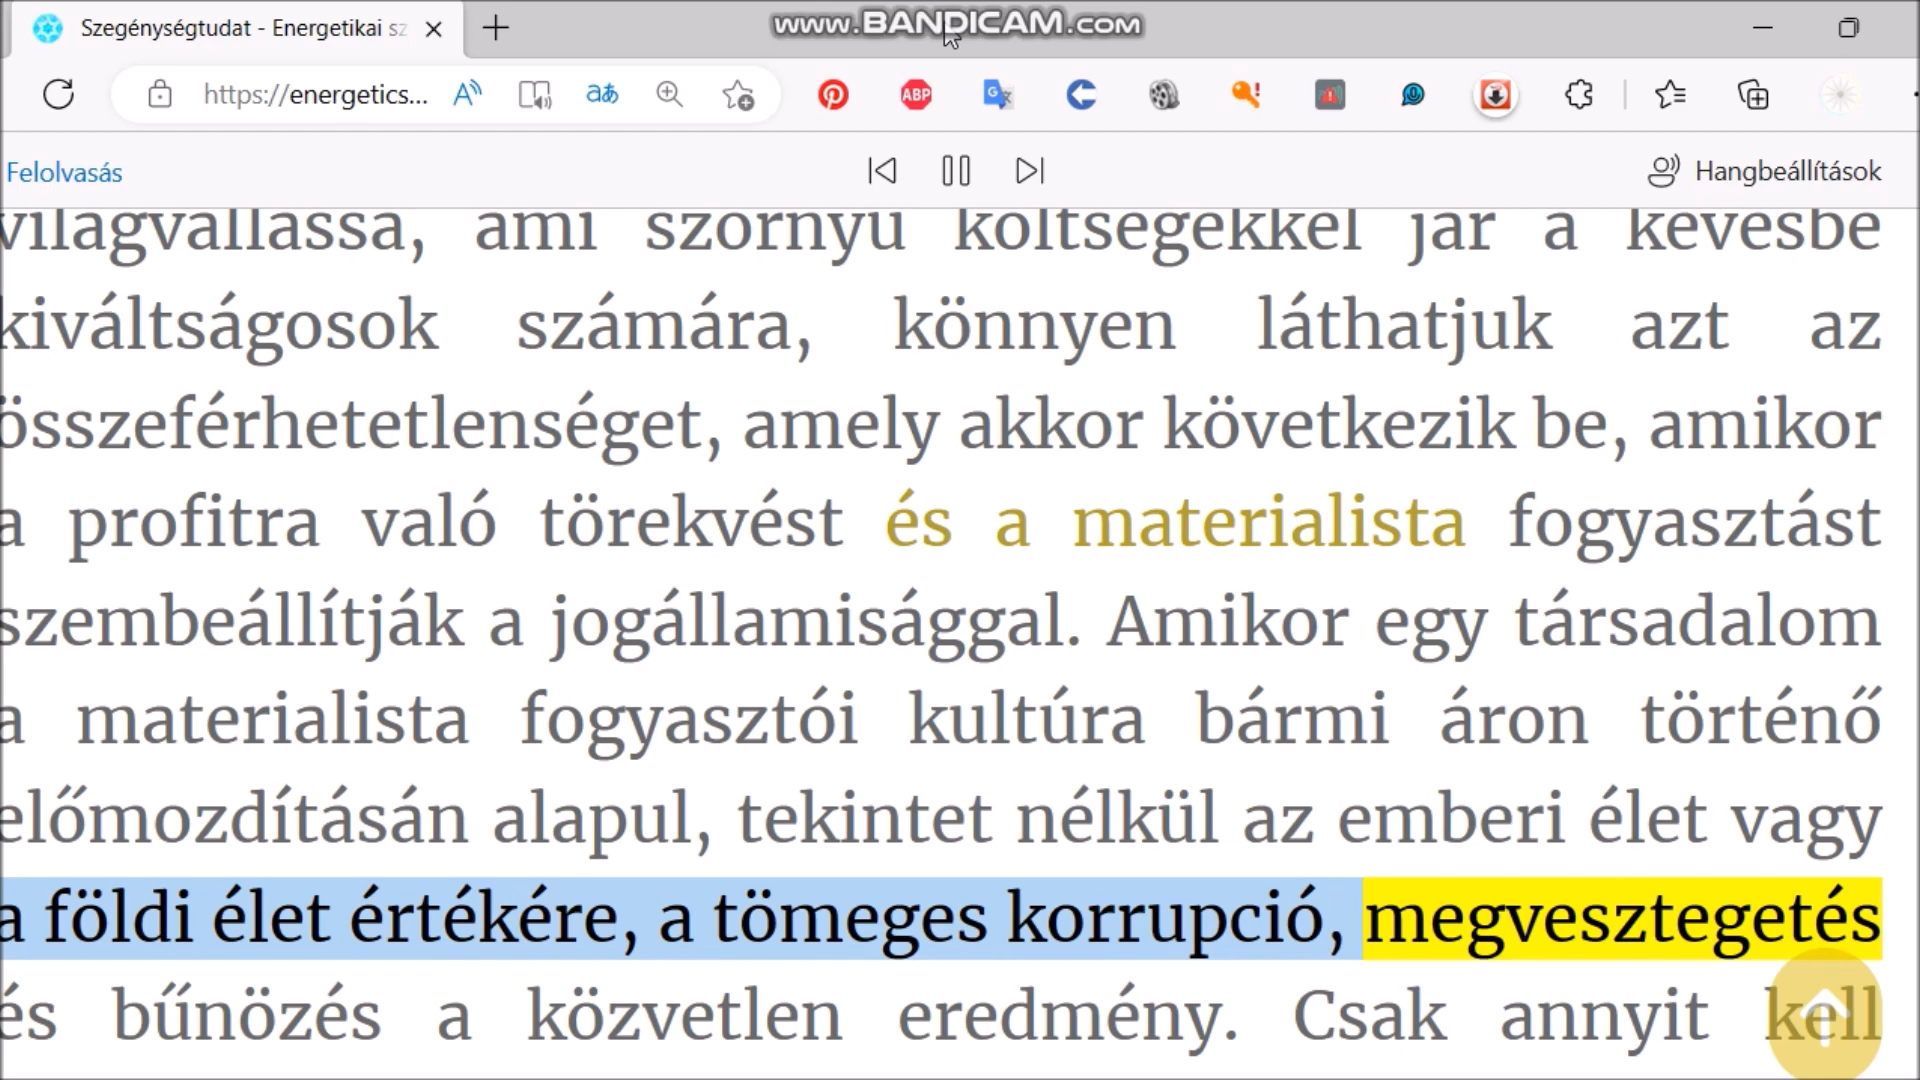 Szegénységtudat - Energetikai sz
www.BANDICAM.com
https://energetics...
ABP
Felolvasás
Hangbeállítások
világvallássá, ami szörnyű költségekkel jár a kevésbé
kiváltságosok számára, könnyen láthatjuk azt az
összeférhetetlenséget, amely akkor következik be, amikor
a profitra való törekvést és a materialista fogyasztást
szembeállítják a jogállamisággal. Amikor egy társadalom
a materialista fogyasztói kultúra bármi áron történő
előmozdításán alapul, tekintet nélkül az emberi élet vagy
a földi élet értékére, a tömeges korrupció, megvesztegetés
és bűnözés a közvetlen eredmény. Csak annyit kell